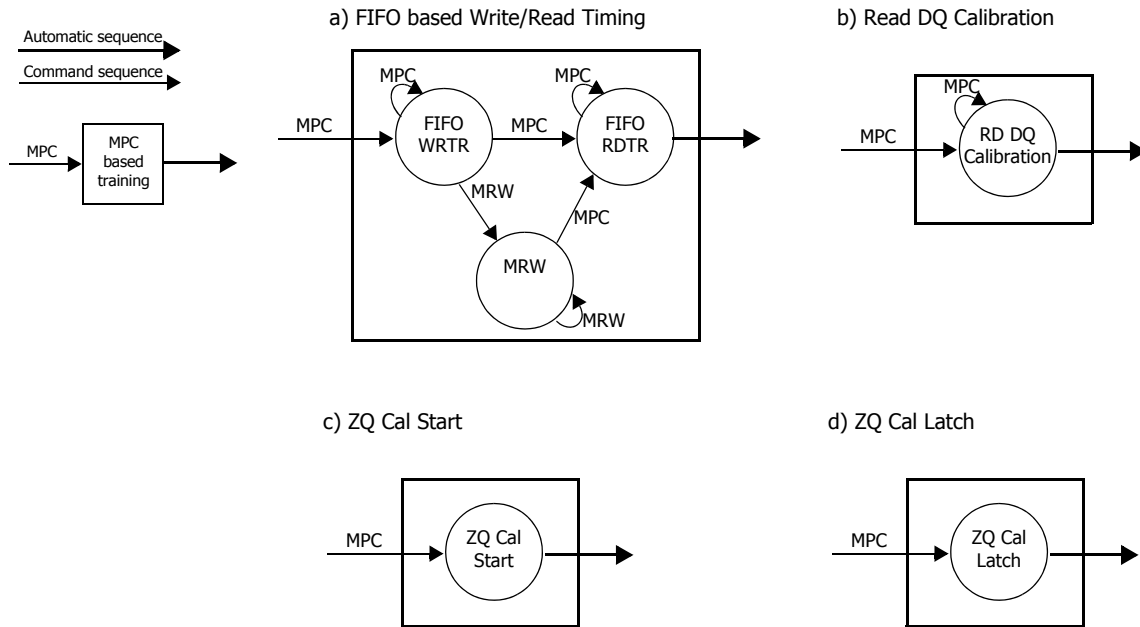 Automatic sequence
Command sequence
MPC
MPC
based
training
a) FIFO based Write/Read Timing
MPC
MPC
FIFO
WRTR
MPC
MPC
FIFO
RDTR
MRW
MPC
MRW
MRW
b) Read DQ Calibration
MPC
MPC
RD DQ
Calibration
c) ZQ Cal Start
MPC
ZQ Cal
Start
d) ZQ Cal Latch
MPC
ZQ Cal
Latch